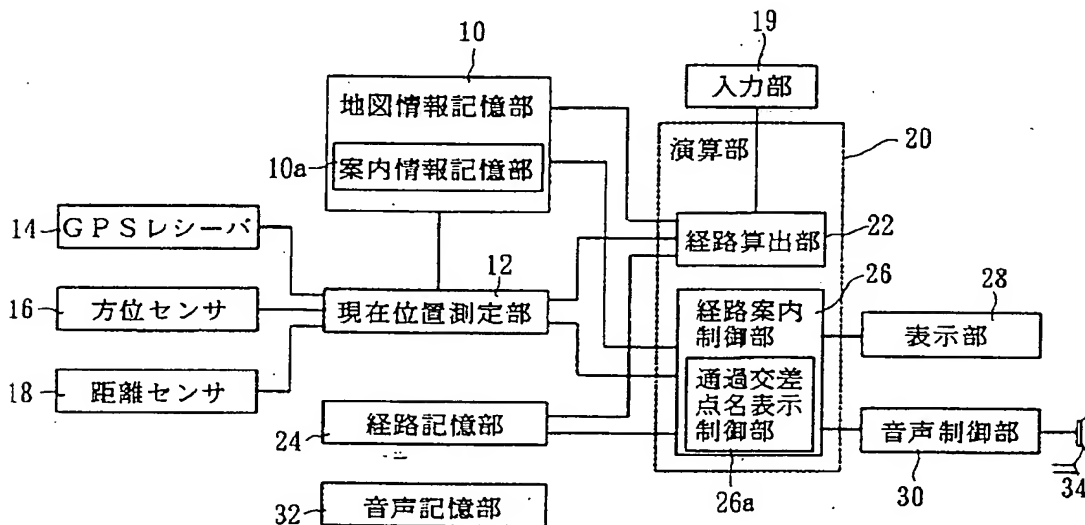 10
19
地図情報記憶部
入力部
10a
案内情報記憶部
演算部
20
14
GPSレシーバ
経路算出部
22
12
16
方位センサ
現在位置測定部
経路案内
制御部
26
28
表示部
18
距離センサ
通過交差
点名表示
制御部
24
経路記憶部
音声制御部
26a
30
34
32
音声記憶部